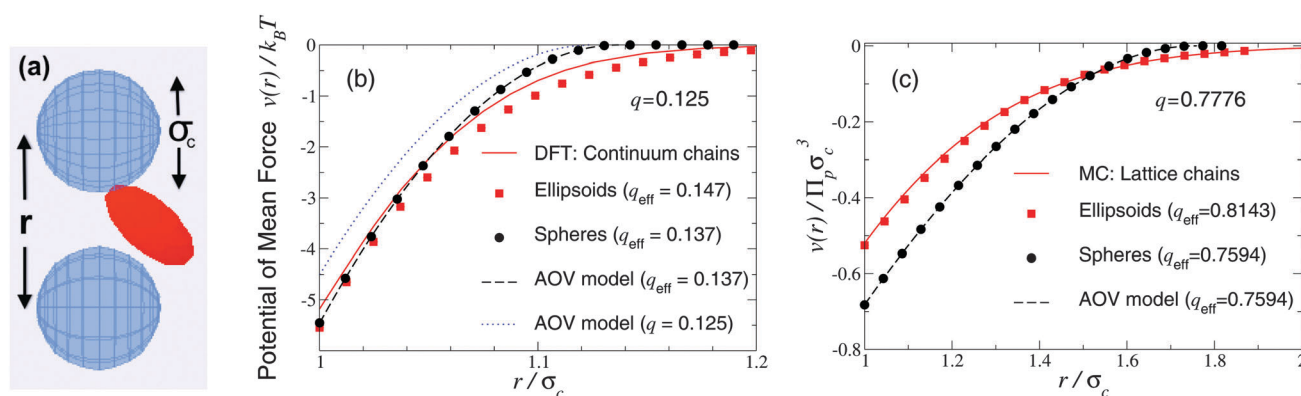 (a)
σc
r
Potential of Mean Force v(r) / kBT
0
-1
-2
-3
-4
-5
(b)
q=0.125
DFT: Continuum chains
Ellipsoids (qeff = 0.147)
Spheres (qeff = 0.137)
AOV model (qeff = 0.137)
AOV model (q = 0.125)
1
1.1
1.2
r / σc
v(r) / Πp σc³
0
-0.2
-0.4
-0.6
-0.8
(c)
q=0.7776
MC: Lattice chains
Ellipsoids (qeff=0.8143)
Spheres (qeff=0.7594)
AOV model (qeff=0.7594)
1
1.2
1.4
1.6
1.8
2
r / σc